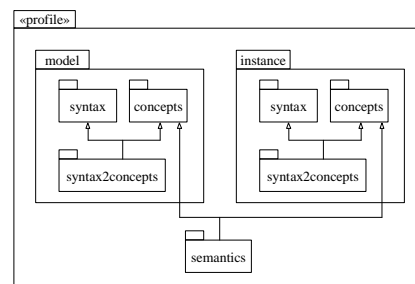 «profile»
model
instance
syntax
concepts
syntax
concepts
syntax2concepts
syntax2concepts
semantics